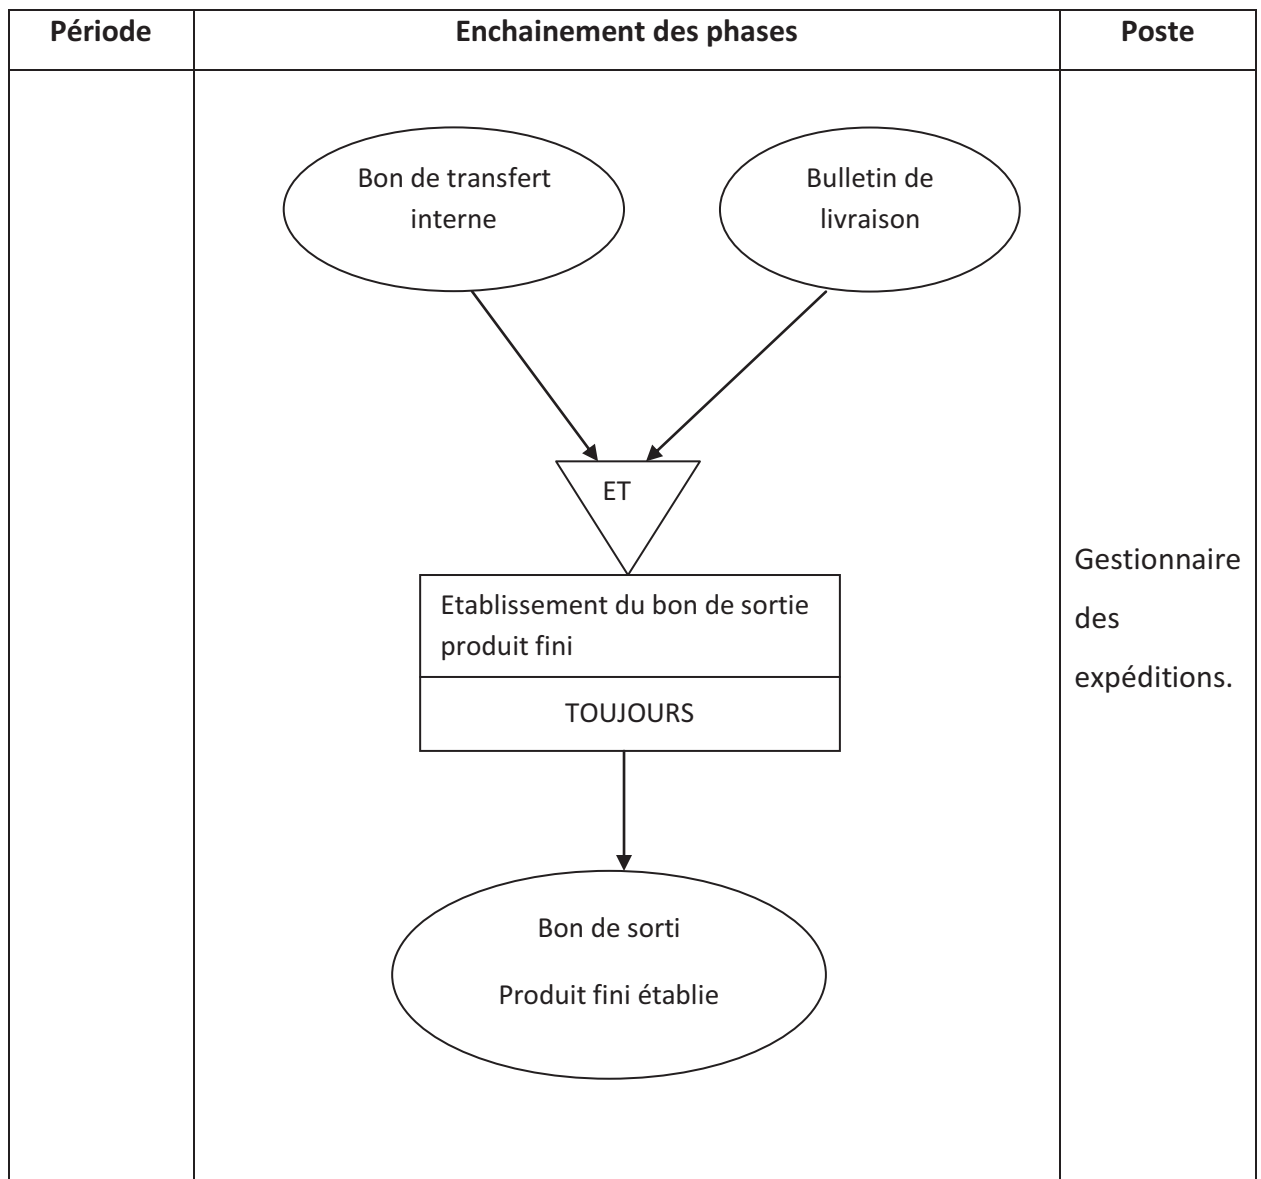 Période
Enchainement des phases
Poste
Bon de transfert
interne
Bulletin de
livraison
ET
Etablissement du bon de sortie
produit fini
TOUJOURS
Bon de sorti
Produit fini établie
Gestionnaire
des
expéditions.